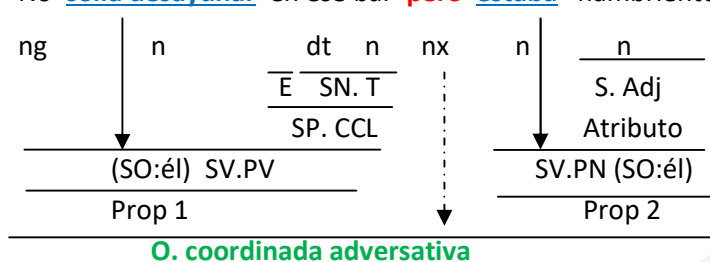 No solía desayunar en ese bar pero estaba hambriento
ng n dt n nx n n
E SN. T S. Adj
SP. CCL Atributo
(SO:él) SV.PV SV.PN (SO:él)
Prop 1 Prop 2
O. coordinada adversativa